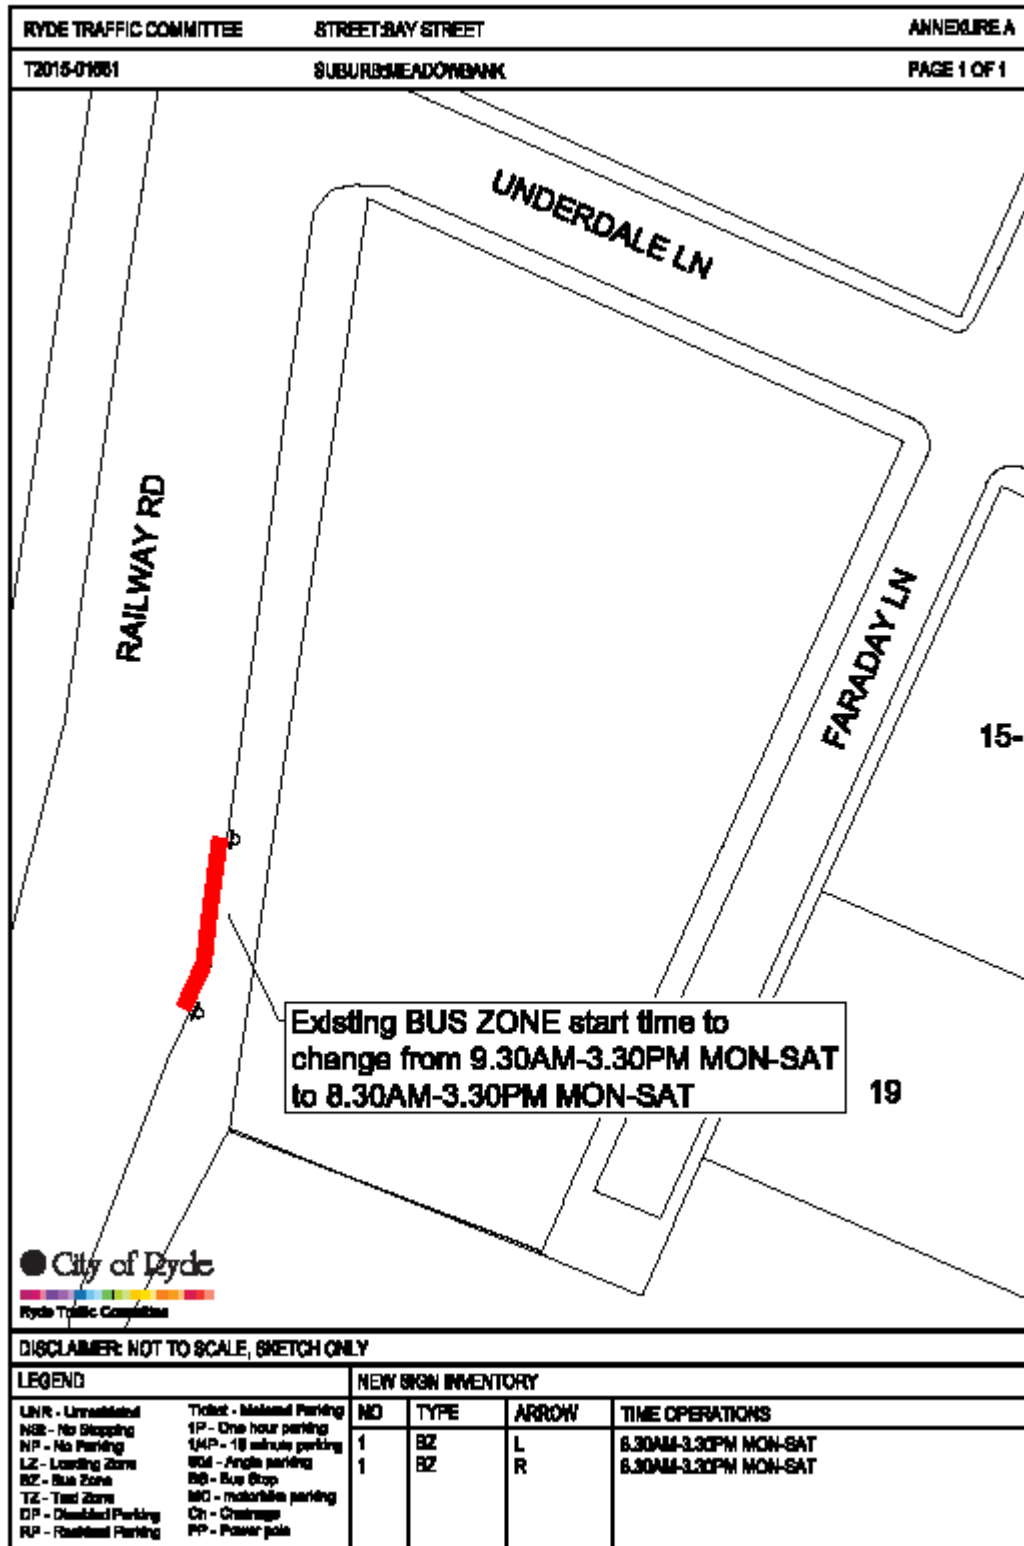 RYDE TRAFFIC COMMITTEE STREET:BAY STREET ANNEXURE A
SUBURB:MEADOWBANK PAGE 1 OF 1
UNDERDALE LN
RAILWAY RD
FARADAY LN
15-
Existing BUS ZONE start time to
change from 9.30AM-3.30PM MON-SAT
to 8.30AM-3.30PM MON-SAT
19
City of Ryde
Ryde Traffic Committee
DISCLAIMER: NOT TO SCALE, SKETCH ONLY
LEGEND NEW SIGN INVENTORY
UNR - Unrestricted Ticket - Metered Parking NO TYPE ARROW TIME OPERATIONS
- No Stopping 1P - One hour parking
NP - No Parking 1/4P - 15 minute parking 1 BZ L 8.30AM-3.30PM MON-SAT
LZ - Loading Zone - Angle parking 1 BZ R 8.30AM-3.30PM MON-SAT
BZ - Bus Zone - Bus Stop
TZ - Taxi Zone MC - motorbike parking
DP - Disabled Parking Ch - Chainage
RP - Resident Parking PP - Power pole